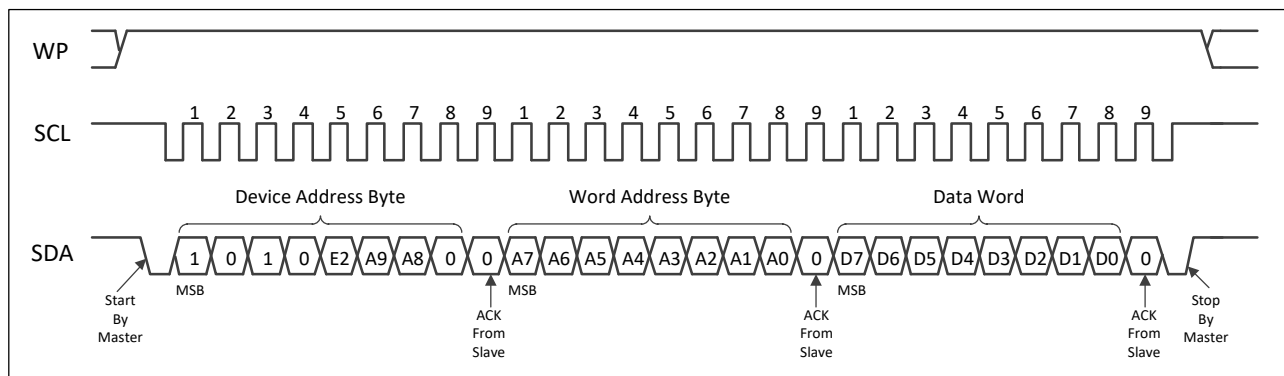 WP
1 2 3 4 5 6 7 8 9 1 2 3 4 5 6 7 8 9 1 2 3 4 5 6 7 8 9
SCL
Device Address Byte Word Address Byte Data Word
SDA
1 0 1 0 E2 A9 A8 0 0 A7 A6 A5 A4 A3 A2 A1 A0 0 D7 D6 D5 D4 D3 D2 D1 D0 0
MSB MSB MSB
Start
By
Master
ACK
From
Slave
ACK
From
Slave
ACK
From
Slave
Stop
By
Master